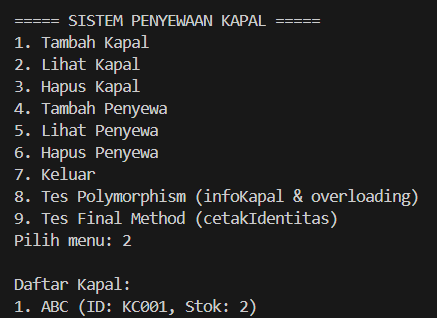 ===== SISTEM PENYEWAAN KAPAL =====
1. Tambah Kapal
2. Lihat Kapal
3. Hapus Kapal
4. Tambah Penyewa
5. Lihat Penyewa
6. Hapus Penyewa
7. Keluar
8. Tes Polymorphism (infoKapal & overloading)
9. Tes Final Method (cetakIdentitas)
Pilih menu: 2
Daftar Kapal:
1. ABC (ID: KC001, Stok: 2)